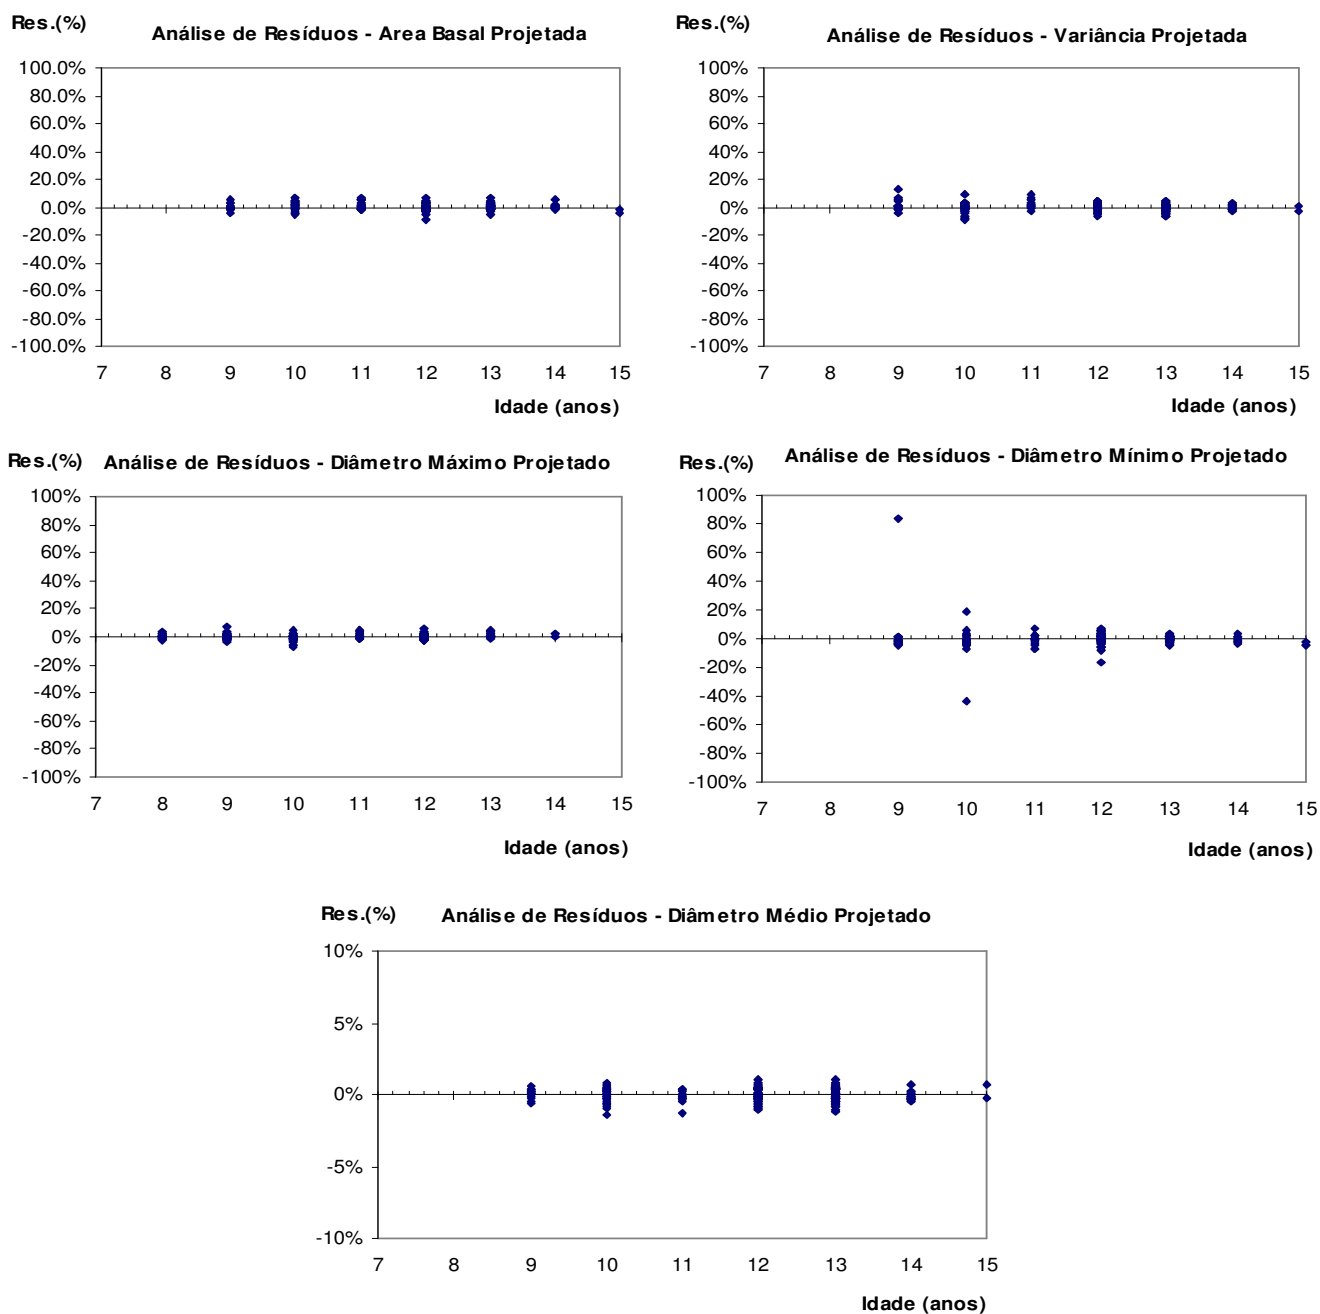 Res.(%)
Análise de Resíduos - Area Basal Projetada
100.0%
80.0%
60.0%
40.0%
20.0%
0.0%
-20.0%
-40.0%
-60.0%
-80.0%
-100.0%
7 8 9 10 11 12 13 14 15
Idade (anos)
Res.(%)
Análise de Resíduos - Variância Projetada
100%
80%
60%
40%
20%
0%
-20%
-40%
-60%
-80%
-100%
7 8 9 10 11 12 13 14 15
Idade (anos)
Res.(%)
Análise de Resíduos - Diâmetro Máximo Projetado
100%
80%
60%
40%
20%
0%
-20%
-40%
-60%
-80%
-100%
7 8 9 10 11 12 13 14 15
Idade (anos)
Res.(%)
Análise de Resíduos - Diâmetro Mínimo Projetado
100%
80%
60%
40%
20%
0%
-20%
-40%
-60%
-80%
-100%
7 8 9 10 11 12 13 14 15
Idade (anos)
Res.(%)
Análise de Resíduos - Diâmetro Médio Projetado
10%
5%
0%
-5%
-10%
7 8 9 10 11 12 13 14 15
Idade (anos)